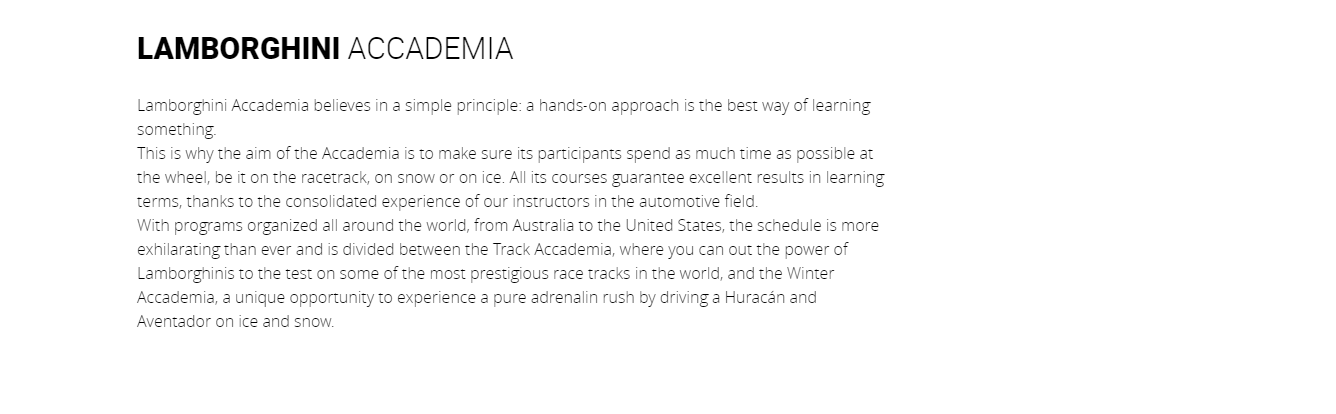 LAMBORGHINI ACCADEMIA
Lamborghini Accademia believes in a simple principle: a hands-on approach is the best way of learning
something.
This is why the aim of the Accademia is to make sure its participants spend as much time as possible at
the wheel, be it on the racetrack, on snow or on ice. All its courses guarantee excellent results in learning
terms, thanks to the consolidated experience of our instructors in the automotive field.
With programs organized all around the world, from Australia to the United States, the schedule is more
exhilarating than ever and is divided between the Track Accademia, where you can out the power of
Lamborghinis to the test on some of the most prestigious race tracks in the world, and the Winter
Accademia, a unique opportunity to experience a pure adrenalin rush by driving a Huracán and
Aventador on ice and snow.